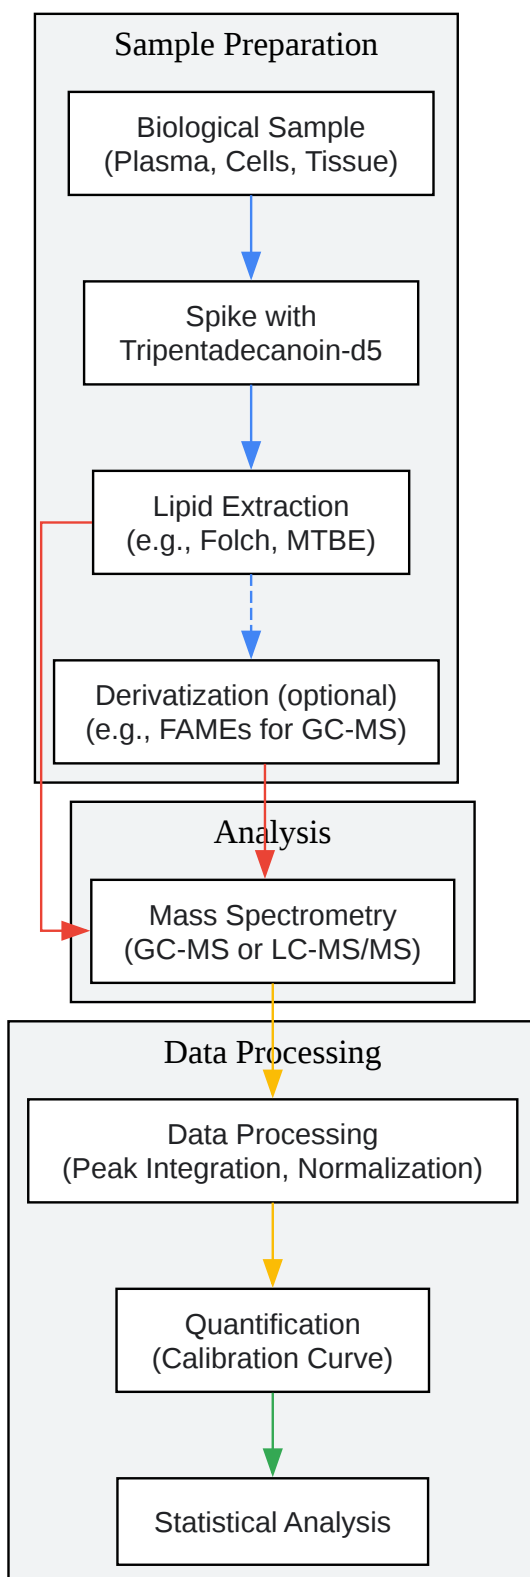 Sample Preparation
Biological Sample
(Plasma, Cells, Tissue)
Spike with
Tripentadecanoin-d5
Lipid Extraction
(e.g., Folch, MTBE)
Derivatization (optional)
(e.g., FAMEs for GC-MS)
Analysis
Mass Spectrometry
(GC-MS or LC-MS/MS)
Data Processing
Data Processing
(Peak Integration, Normalization)
Quantification
(Calibration Curve)
Statistical Analysis